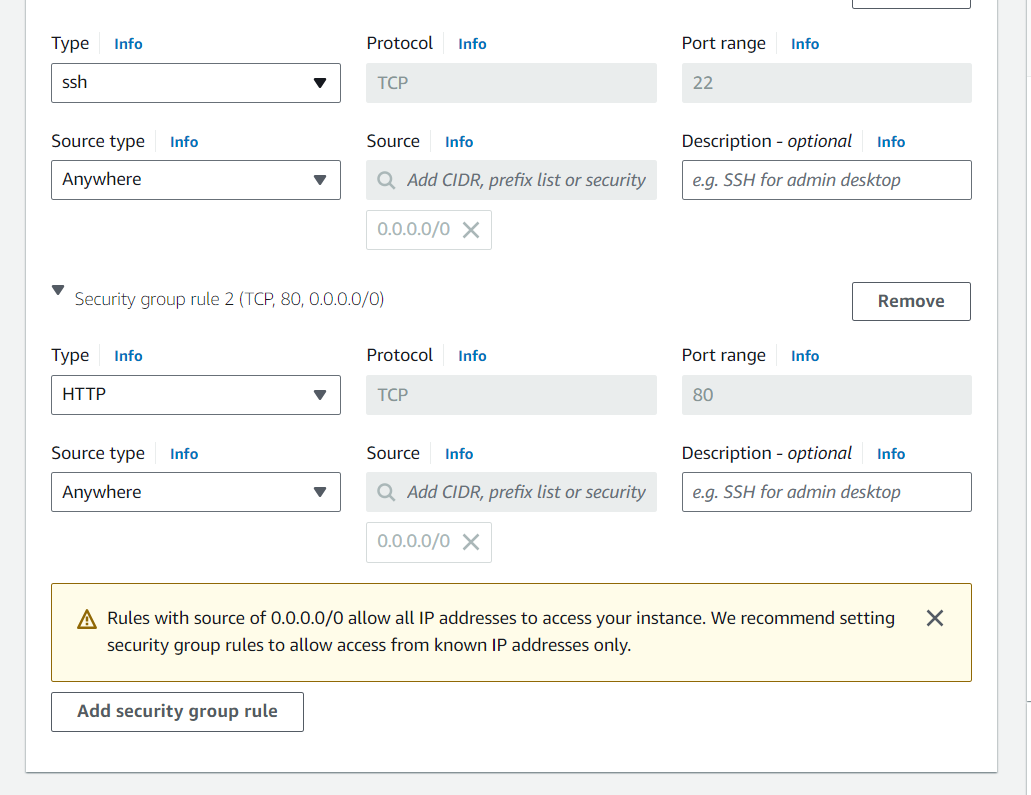 Type Info Protocol Info Port range Info
ssh TCP 22
Source type Info Source Info Description - optional Info
Anywhere Add CIDR, prefix list or security e.g. SSH for admin desktop
0.0.0.0/0
Security group rule 2 (TCP, 80, 0.0.0.0/0) Remove
Type Info Protocol Info Port range Info
HTTP TCP 80
Source type Info Source Info Description - optional Info
Anywhere Add CIDR, prefix list or security e.g. SSH for admin desktop
0.0.0.0/0
Rules with source of 0.0.0.0/0 allow all IP addresses to access your instance. We recommend setting
security group rules to allow access from known IP addresses only.
Add security group rule